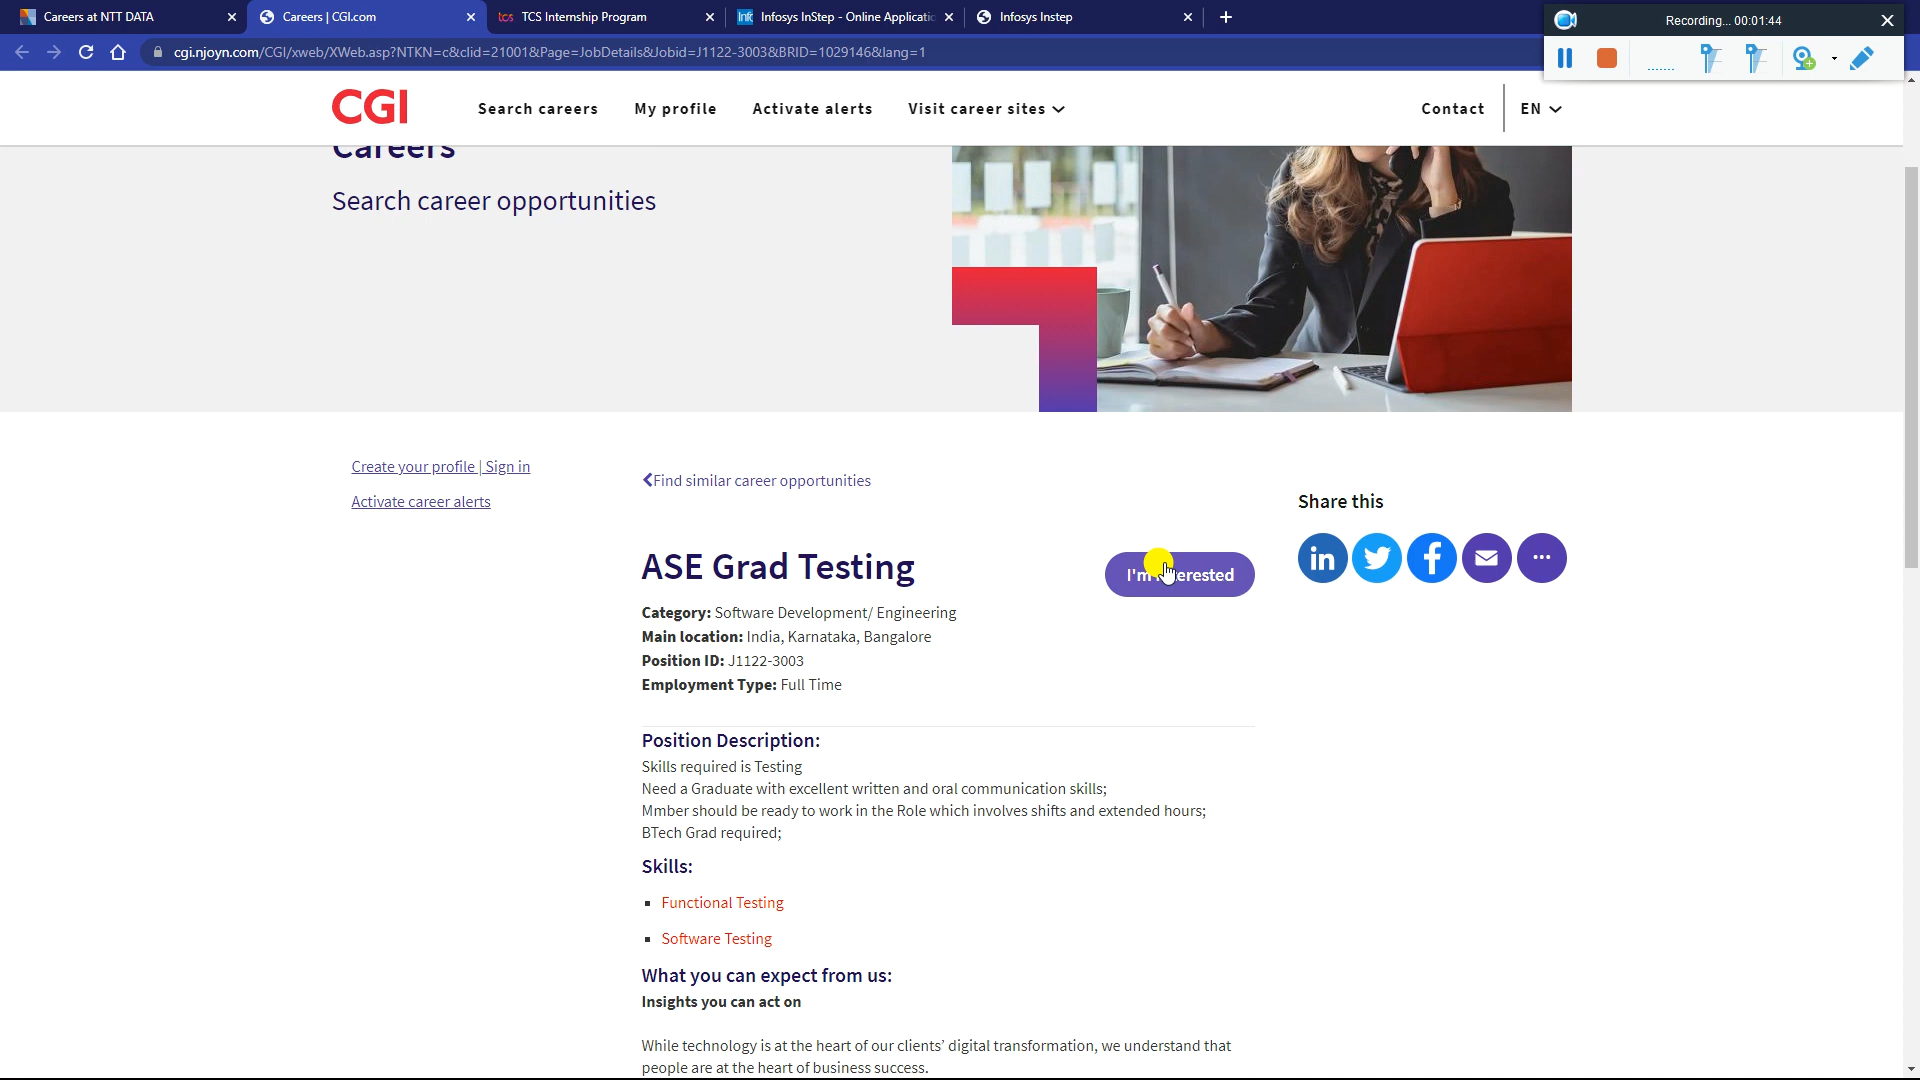 Careers at NTT DATA
Careers | CGI.com
TCS Internship Program
Infosys InStep - Online Applicatio
Infosys Instep
Recording... 00:01:44
cgi.njoyn.com/CGI/xweb/XWeb.asp?NTKN=c&clid=21001&Page=JobDetails&Jobid=J1122-3003&BRID=1029146&lang=1
CGI
Search careers
My profile
Activate alerts
Visit career sites
Contact
EN
Careers
Search career opportunities
Create your profile | Sign in
Activate career alerts
Find similar career opportunities
Share this
ASE Grad Testing
Category: Software Development/ Engineering
Main location: India, Karnataka, Bangalore
Position ID: J1122-3003
Employment Type: Full Time
Position Description:
Skills required is Testing
Need a Graduate with excellent written and oral communication skills;
Mmber should be ready to work in the Role which involves shifts and extended hours;
BTech Grad required;
Skills:
Functional Testing
Software Testing
What you can expect from us:
Insights you can act on
While technology is at the heart of our clients’ digital transformation, we understand that
people are at the heart of business success.